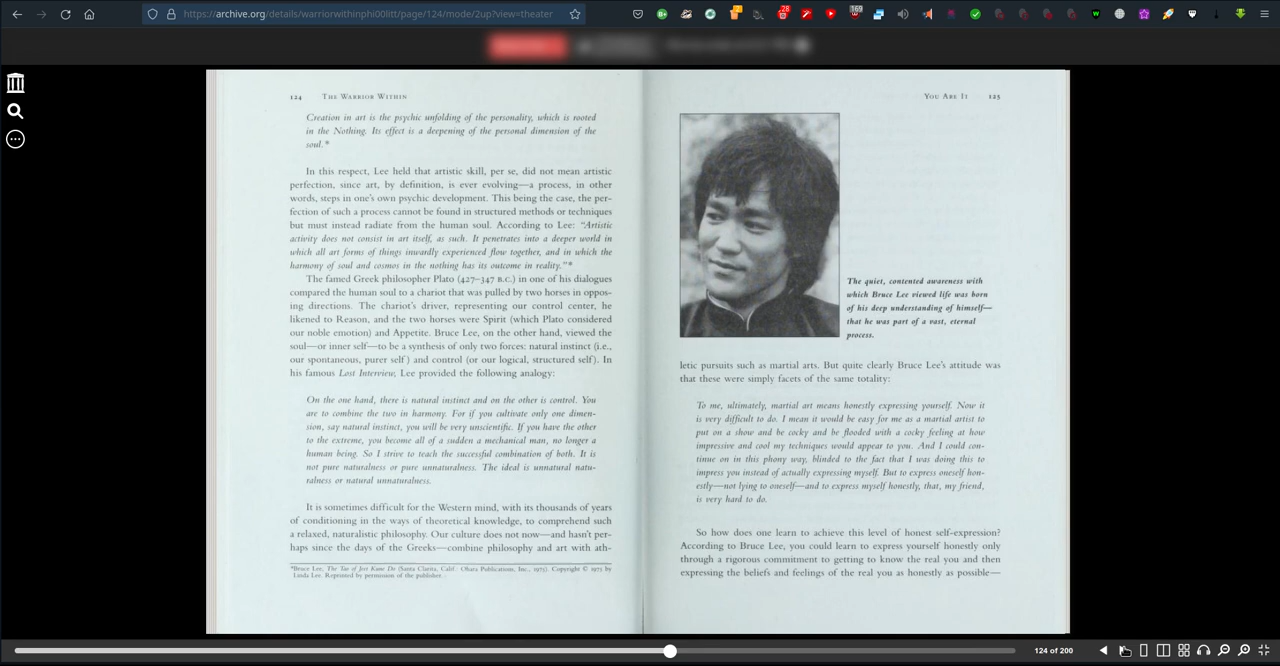 https://archive.org/details/warriorwithinphi00litt/page/124/mode/2up?view=theater
28
169
124 THE WARRIOR WITHIN
Creation in art is the psychic unfolding of the personality, which is rooted
in the Nothing. Its effect is a deepening of the personal dimension of the
soul.*
In this respect, Lee held that artistic skill, per se, did not mean artistic
perfection, since art, by definition, is ever evolving—a process, in other
words, steps in one's own psychic development. This being the case, the per-
fection of such a process cannot be found in structured methods or techniques
but must instead radiate from the human soul. According to Lee: "Artistic
activity does not consist in art itself, as such. It penetrates into a deeper world in
which all art forms of things inwardly experienced flow together, and in which the
harmony of soul and cosmos in the nothing has its outcome in reality."*
The famed Greek philosopher Plato (427–347 B.C.) in one of his dialogues
compared the human soul to a chariot that was pulled by two horses in oppos-
ing directions. The chariot's driver, representing our control center, he
likened to Reason, and the two horses were Spirit (which Plato considered
our noble emotion) and Appetite. Bruce Lee, on the other hand, viewed the
soul—or inner self—to be a synthesis of only two forces: natural instinct (i.e.,
our spontaneous, purer self) and control (or our logical, structured self). In
his famous Lost Interview, Lee provided the following analogy:
On the one hand, there is natural instinct and on the other is control. You
are to combine the two in harmony. For if you cultivate only one dimen-
sion, say natural instinct, you will be very unscientific. If you have the other
to the extreme, you become all of a sudden a mechanical man, no longer a
human being. So I strive to teach the successful combination of both. It is
not pure naturalness or pure unnaturalness. The ideal is unnatural natu-
ralness or natural unnaturalness.
It is sometimes difficult for the Western mind, with its thousands of years
of conditioning in the ways of theoretical knowledge, to comprehend such
a relaxed, naturalistic philosophy. Our culture does not now—and hasn't per-
haps since the days of the Greeks—combine philosophy and art with ath-
*Bruce Lee, The Tao of Jeet Kune Do (Santa Clarita, Calif.: Ohara Publications, Inc., 1975). Copyright © 1975 by
Linda Lee. Reprinted by permission of the publisher.
YOU ARE IT 125
The quiet, contented awareness with
which Bruce Lee viewed life was born
of his deep understanding of himself—
that he was part of a vast, eternal
process.
letic pursuits such as martial arts. But quite clearly Bruce Lee's attitude was
that these were simply facets of the same totality:
To me, ultimately, martial art means honestly expressing yourself. Now it
is very difficult to do. I mean it would be easy for me as a martial artist to
put on a show and be cocky and be flooded with a cocky feeling at how
impressive and cool my techniques would appear to you. And I could con-
tinue on in this phony way, blinded to the fact that I was doing this to
impress you instead of actually expressing myself. But to express oneself hon-
estly—not lying to oneself—and to express myself honestly, that, my friend,
is very hard to do.
So how does one learn to achieve this level of honest self-expression?
According to Bruce Lee, you could learn to express yourself honestly only
through a rigorous commitment to getting to know the real you and then
expressing the beliefs and feelings of the real you as honestly as possible—
124 of 200